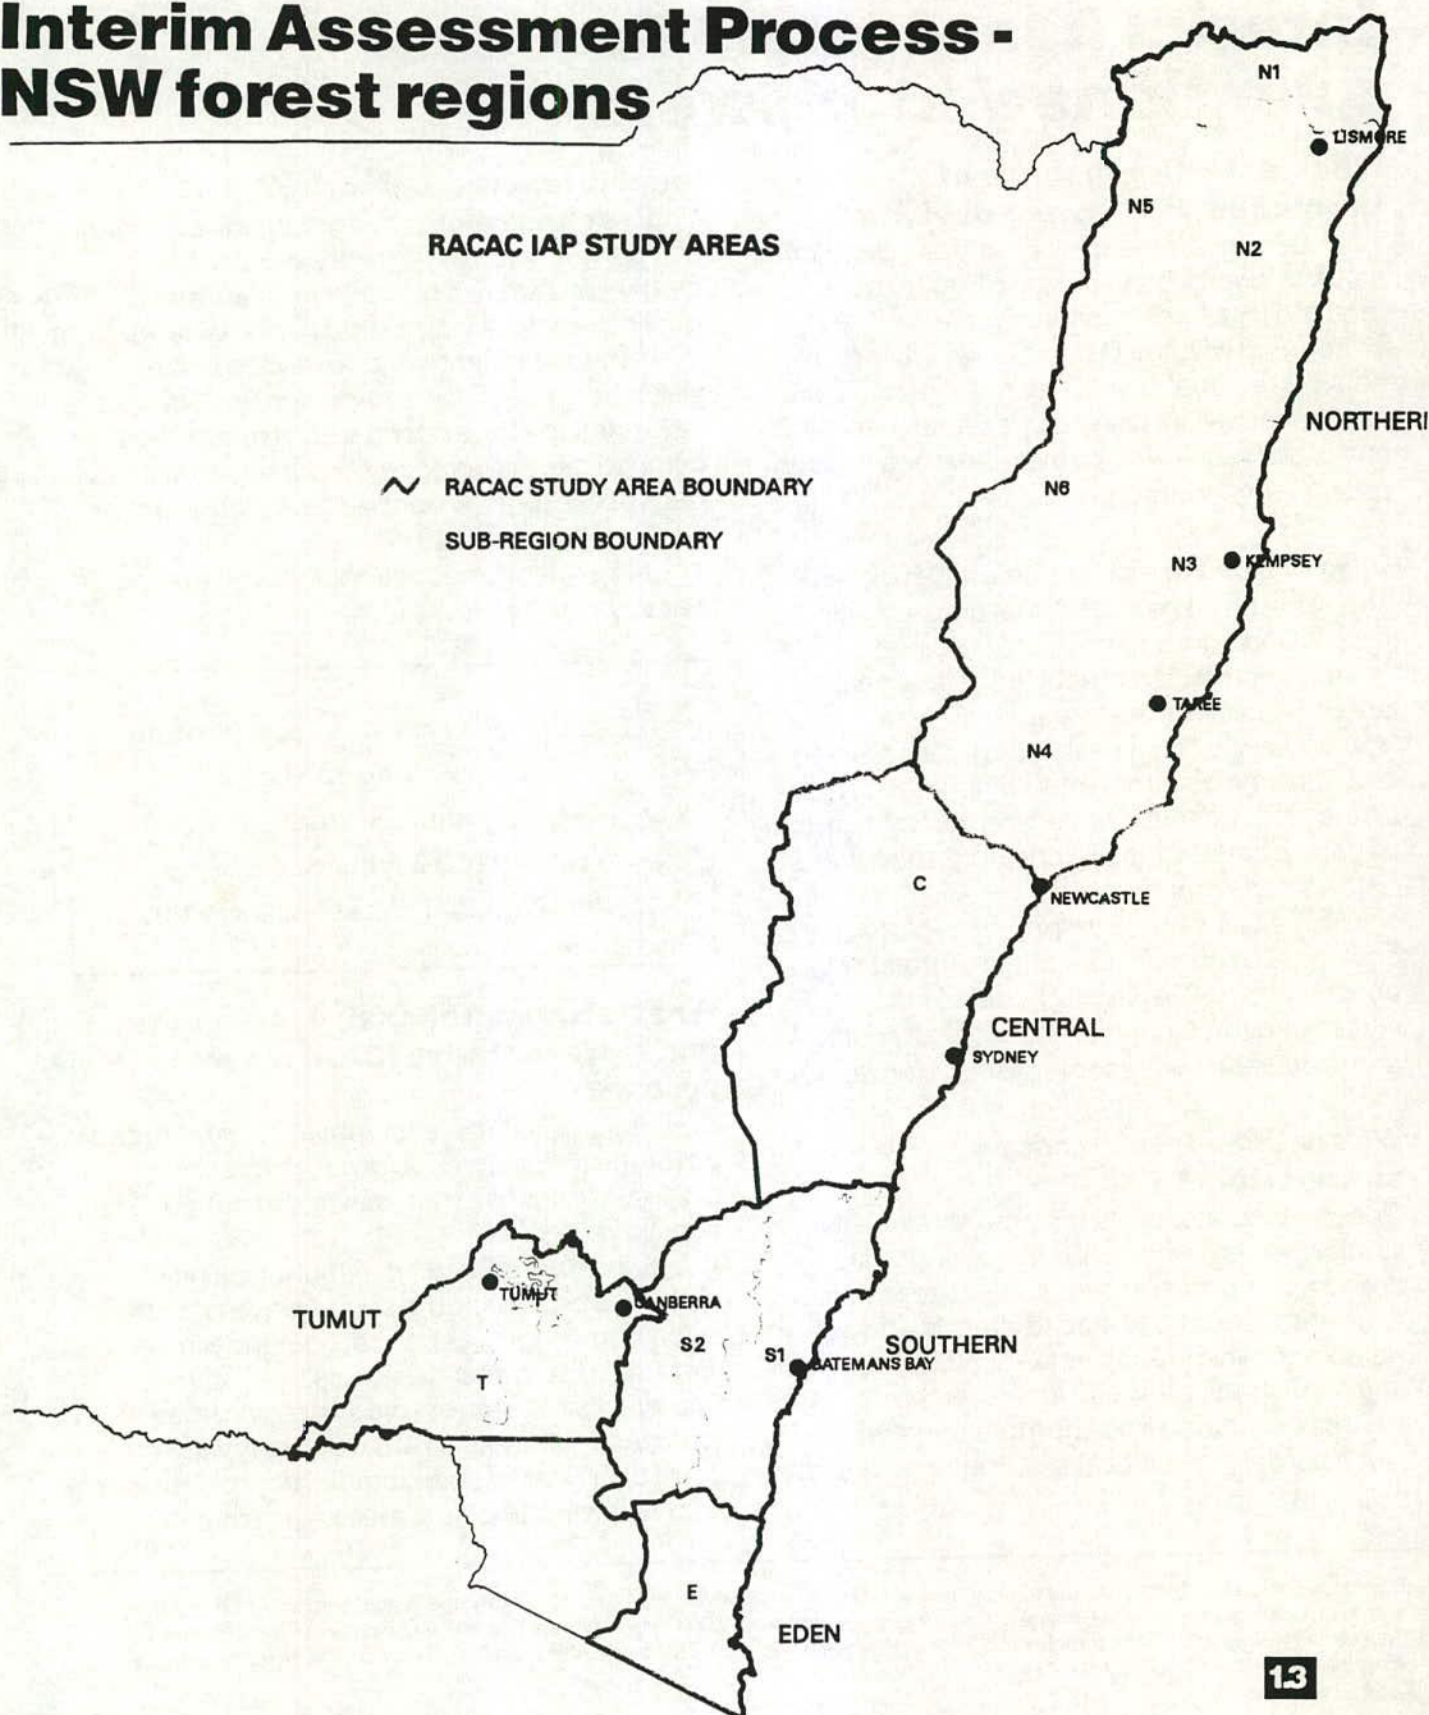 Interim Assessment Process -
NSW forest regions
N1
LISMORE
N5
RACAC IAP STUDY AREAS
N2
NORTHERN
RACAC STUDY AREA BOUNDARY
N6
SUB-REGION BOUNDARY
N3
KEMPSEY
TAREE
N4
C
NEWCASTLE
CENTRAL
SYDNEY
TUMUT
CANBERRA
TUMUT
S2
S1
SOUTHERN
BATEMANS BAY
T
E
EDEN
13